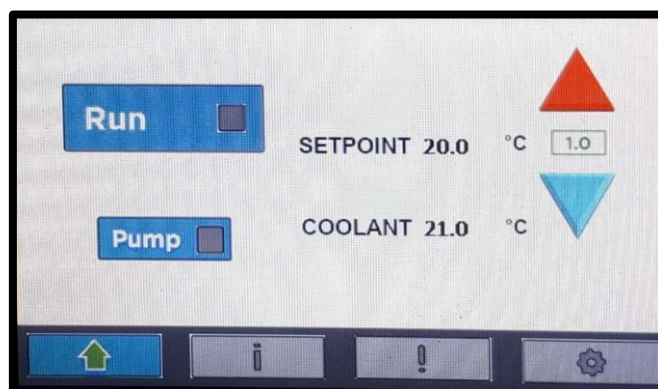 Run
SETPOINT 20.0 °C 1.0
Pump
COOLANT 21.0 °C
i
!